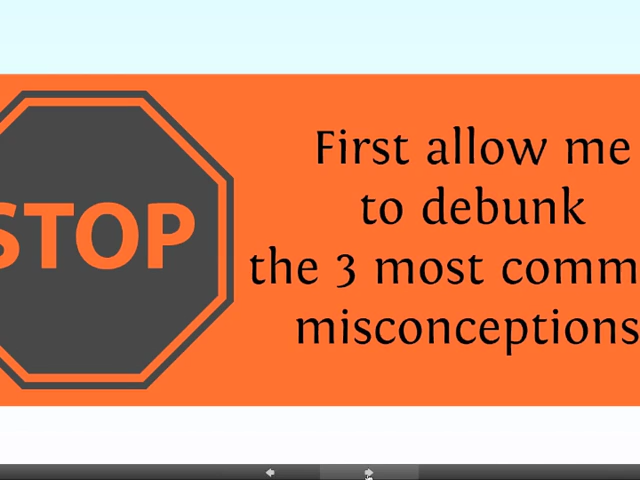 STOP
First allow me
to debunk
the 3 most comm
misconceptions